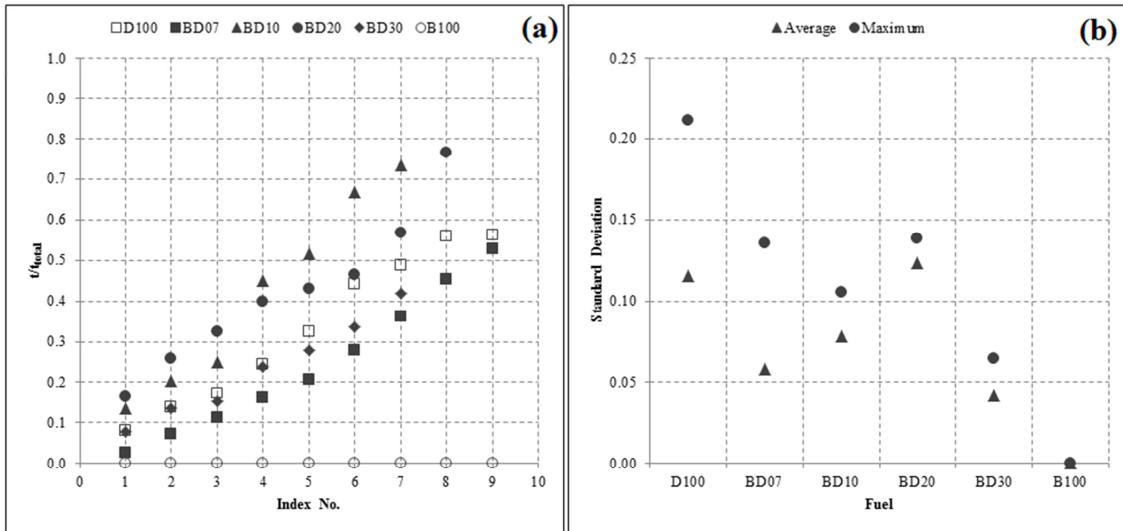 D100 BD07 BD10 BD20 BD30 B100
(a)
1.0
0.9
0.8
0.7
0.6
0.5
0.4
0.3
0.2
0.1
0.0
t/t_total
0 1 2 3 4 5 6 7 8 9 10
Index No.
Average Maximum
(b)
0.25
0.20
0.15
0.10
0.05
0.00
Standard Deviation
D100 BD07 BD10 BD20 BD30 B100
Fuel